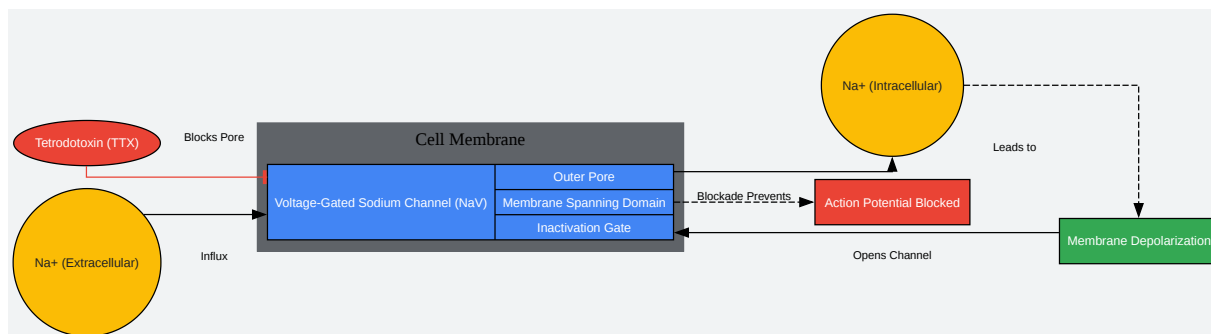 Na+ (Intracellular)
Tetrodotoxin (TTX)
Blocks Pore
Cell Membrane
Leads to
Voltage-Gated Sodium Channel (NaV)
Outer Pore
Membrane Spanning Domain
Inactivation Gate
Blockade Prevents
Action Potential Blocked
Membrane Depolarization
Na+ (Extracellular)
Influx
Opens Channel